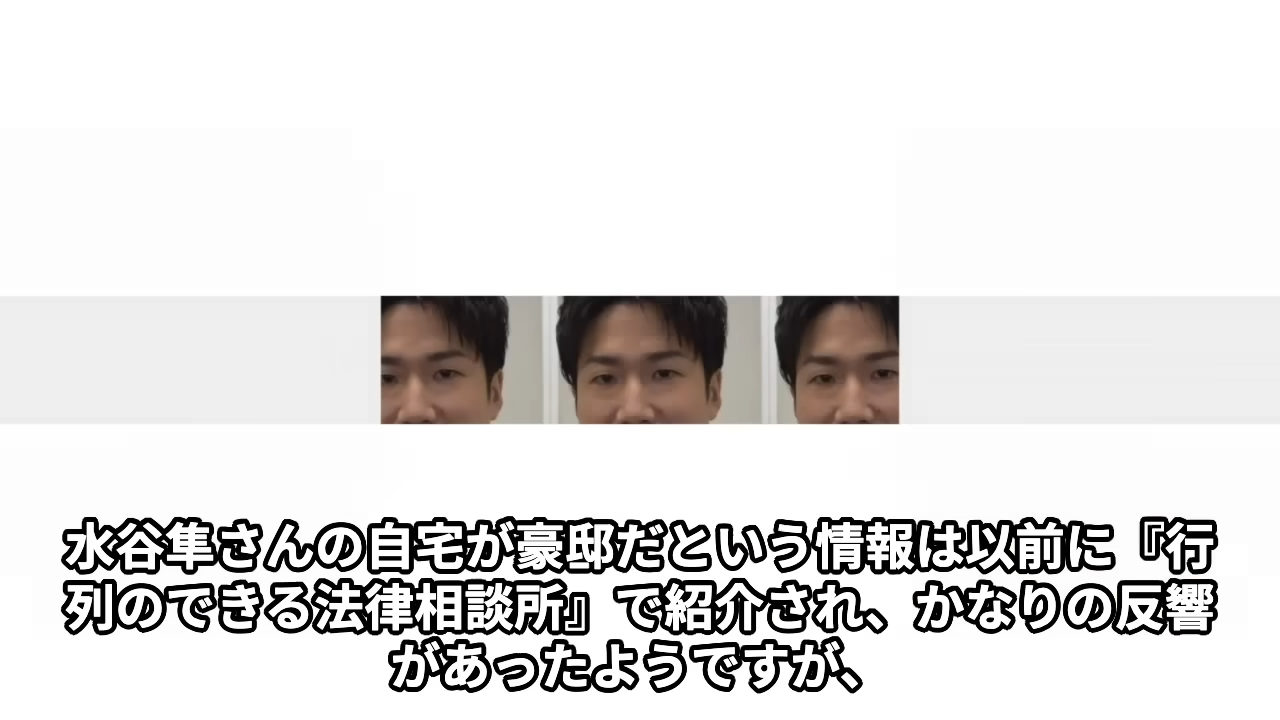 水谷隼さんの自宅が豪邸だという情報は以前に『行
列のできる法律相談所』で紹介され、かなりの反響
があったようですが、